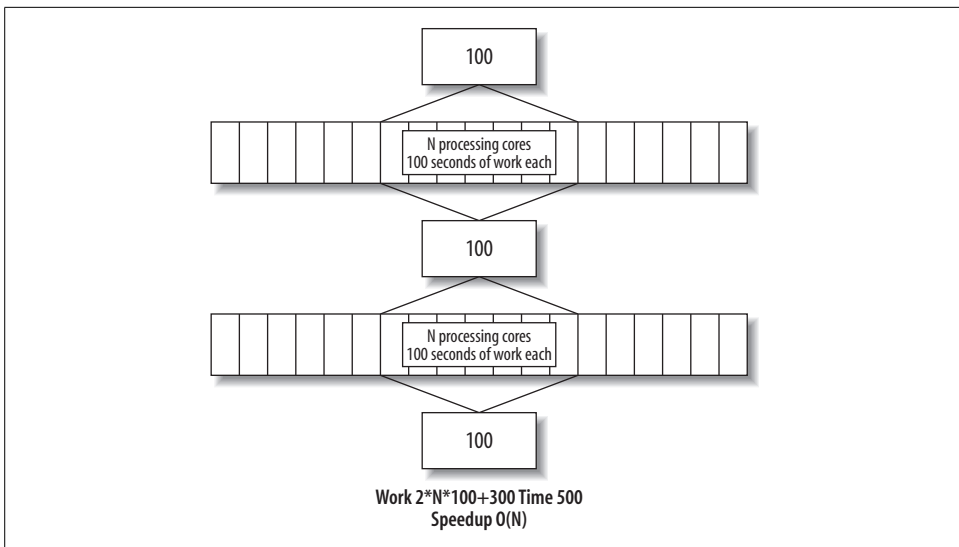 100
N processing cores
100 seconds of work each
100
N processing cores
100 seconds of work each
100
Work 2*N*100+300 Time 500
Speedup O(N)